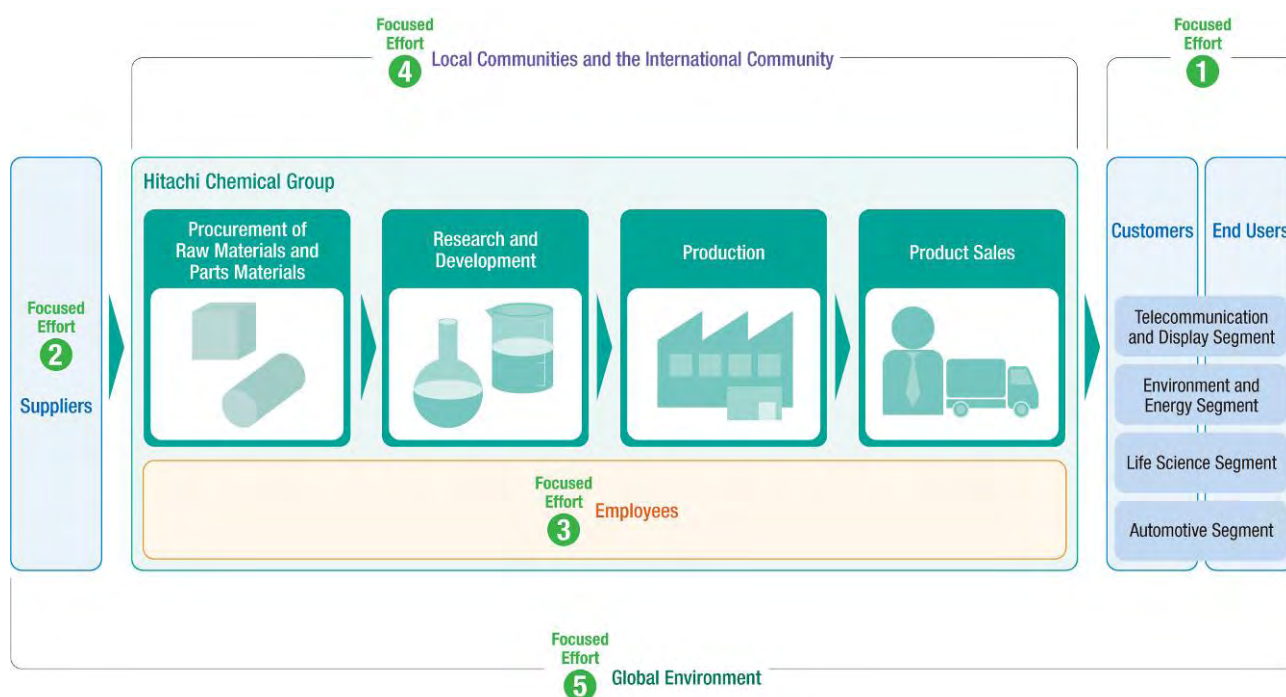 Focused
Effort
4
Local Communities and the International Community
Focused
Effort
1
Hitachi Chemical Group
Procurement of
Raw Materials and
Parts Materials
Research and
Development
Production
Product Sales
Focused
Effort
2
Suppliers
Focused
Effort
3
Employees
Customers
End Users
Telecommunication
and Display Segment
Environment and
Energy Segment
Life Science Segment
Automotive Segment
Focused
Effort
5
Global Environment